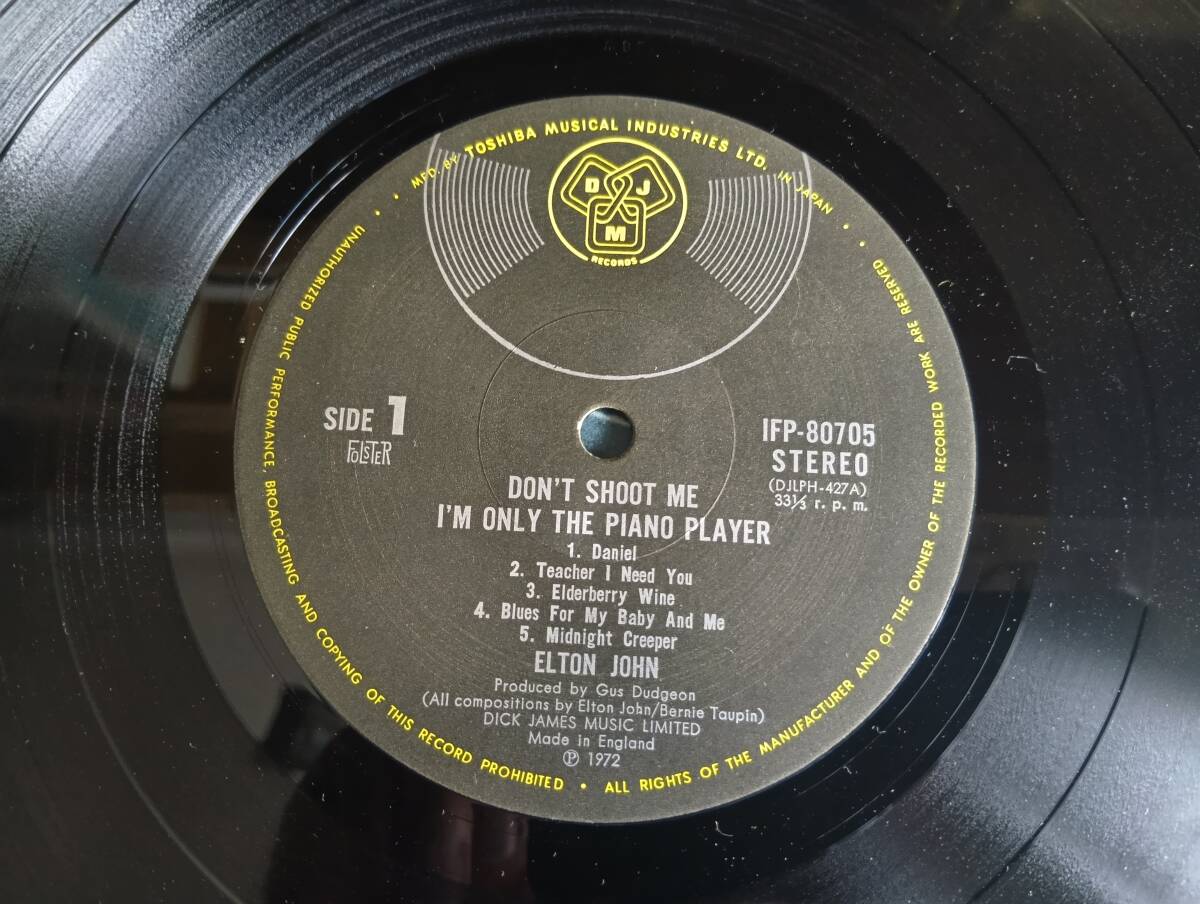 MFD. BY TOSHIBA MUSICAL INDUSTRIES LTD. IN JAPAN
DJM
RECORDS
SIDE 1
FOLSTER
IFP-80705
STEREO
(DJLPH-427A)
33⅓ r. p. m.
DON'T SHOOT ME
I'M ONLY THE PIANO PLAYER
1. Daniel
2. Teacher I Need You
3. Elderberry Wine
4. Blues For My Baby And Me
5. Midnight Creeper
ELTON JOHN
Produced by Gus Dudgeon
(All compositions by Elton John/Bernie Taupin)
DICK JAMES MUSIC LIMITED
Made in England
℗ 1972
UNAUTHORIZED PUBLIC PERFORMANCE, BROADCASTING AND COPYING OF THIS RECORD PROHIBITED • ALL RIGHTS OF THE MANUFACTURER AND OF THE OWNER OF THE RECORDED WORK ARE RESERVED